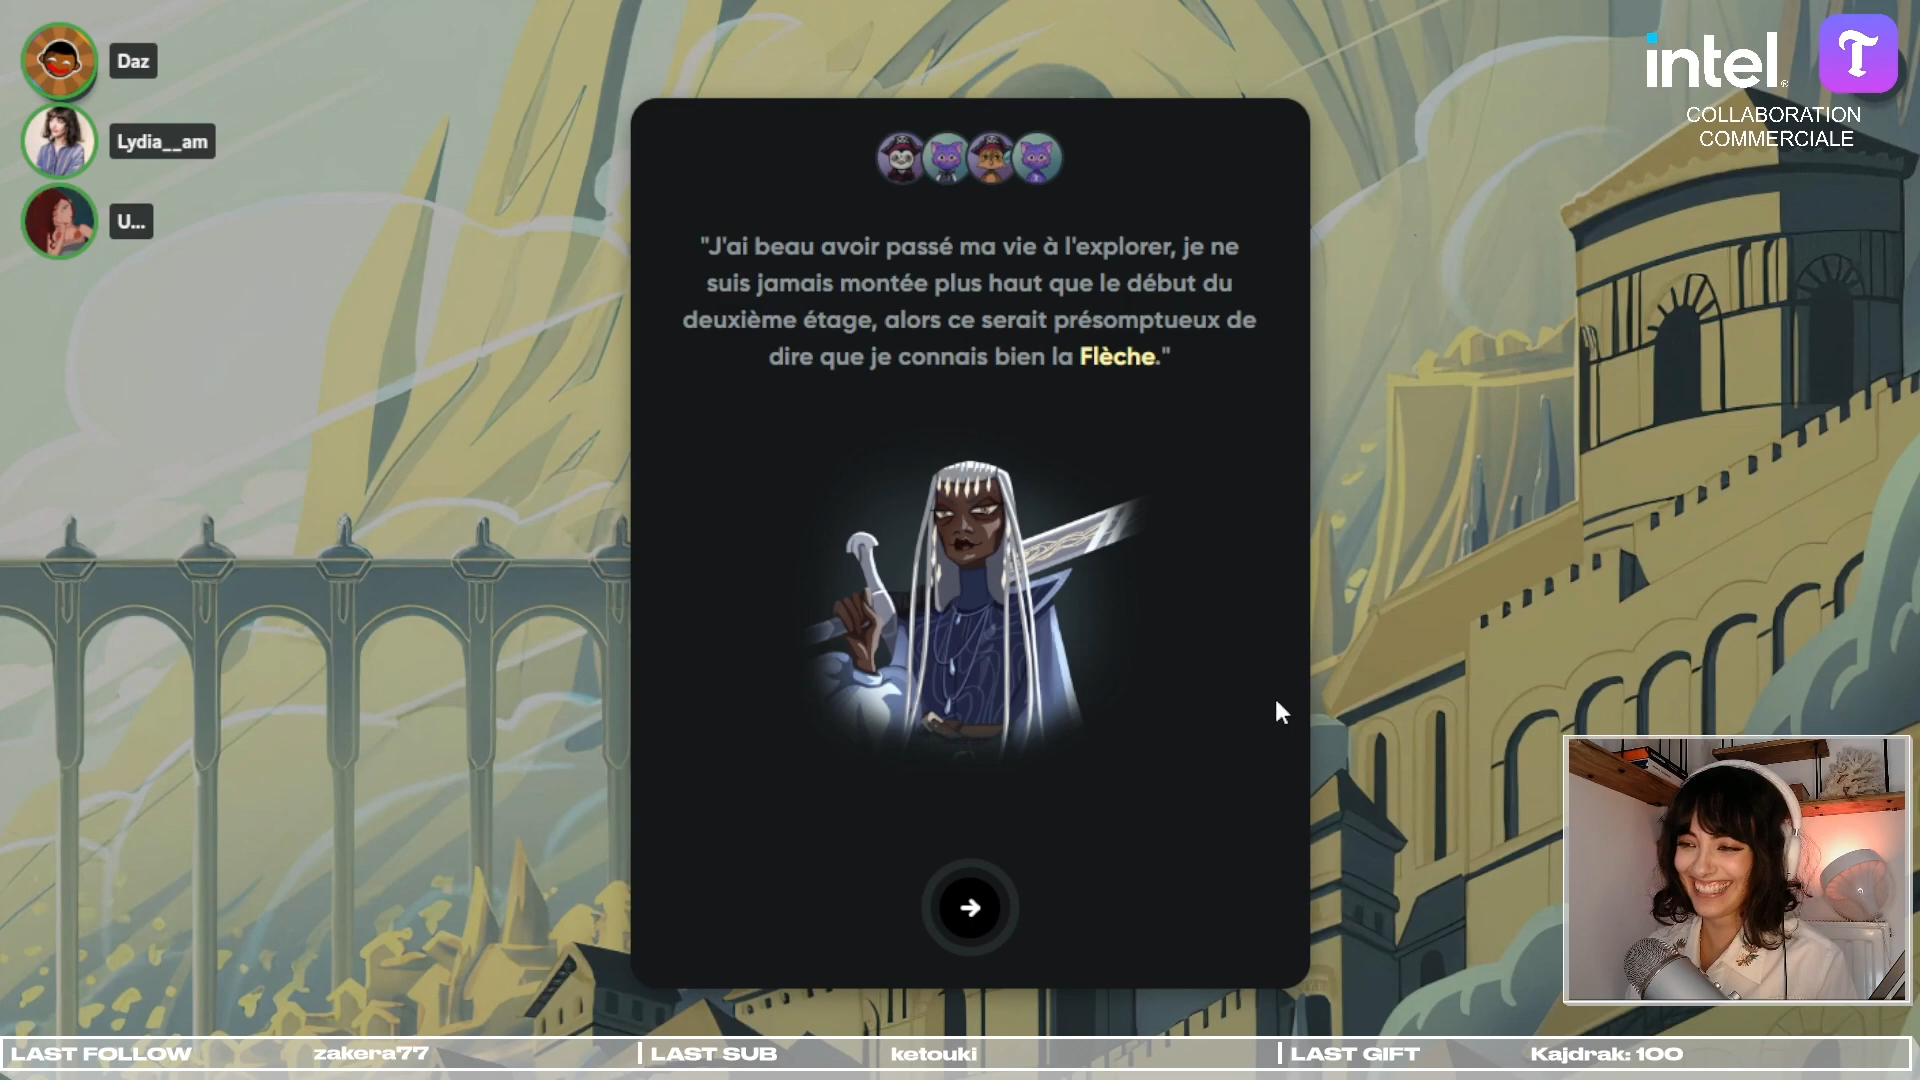 Daz
Lydia__am
U...
intel
COLLABORATION
COMMERCIALE
"J'ai beau avoir passé ma vie à l'explorer, je ne
suis jamais montée plus haut que le début du
deuxième étage, alors ce serait présomptueux de
dire que je connais bien la Flèche."
LAST FOLLOW zakera77
LAST SUB ketouki
LAST GIFT Kajdrak: 100